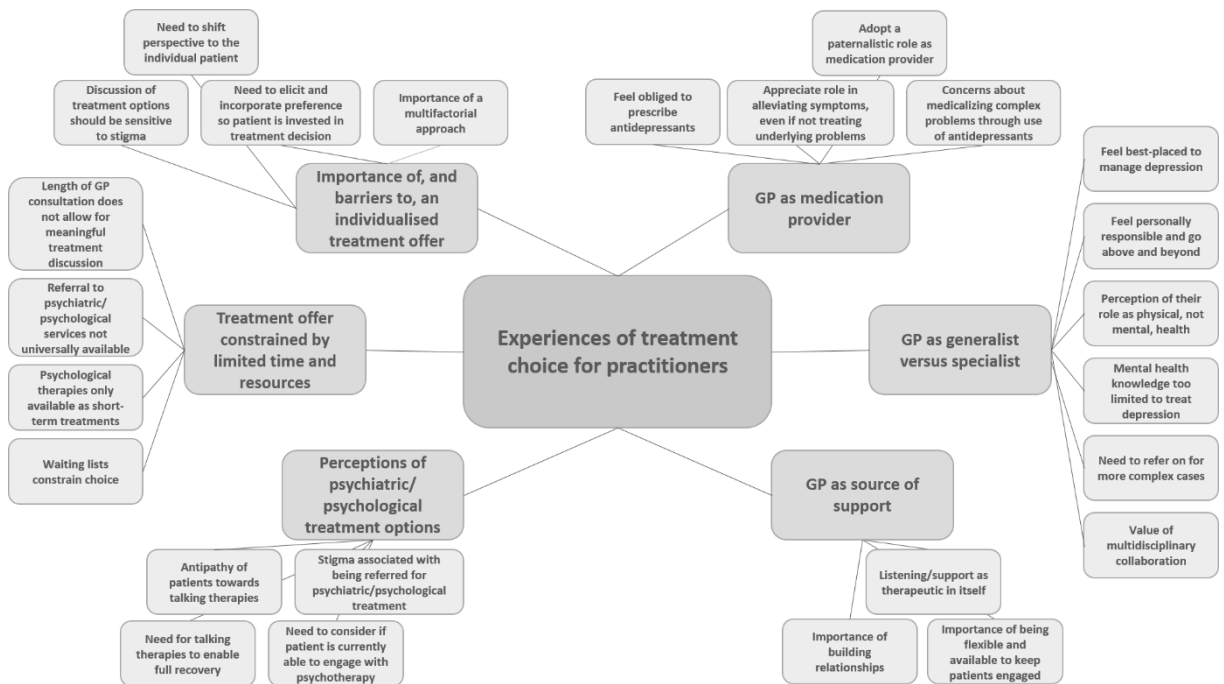 Need to shift
perspective to the
individual patient
Discussion of
treatment options
should be sensitive
to stigma
Need to elicit and
incorporate preference
so patient is invested in
treatment decision
Importance of a
multifactorial
approach
Importance of, and
barriers to, an
individualised
treatment offer
Adopt a
paternalistic role as
medication provider
Feel obliged to
prescribe
antidepressants
Appreciate role in
alleviating symptoms,
even if not treating
underlying problems
Concerns about
medicalizing complex
problems through use of
antidepressants
GP as medication
provider
Length of GP
consultation does
not allow for
meaningful
treatment
discussion
Referral to
psychiatric/
psychological
services not
universally available
Psychological
therapies only
available as short-
term treatments
Waiting lists
constrain choice
Treatment offer
constrained by
limited time and
resources
Experiences of treatment
choice for practitioners
GP as generalist
versus specialist
Feel best-placed to
manage depression
Feel personally
responsible and go
above and beyond
Perception of their
role as physical, not
mental, health
Mental health
knowledge too
limited to treat
depression
Need to refer on for
more complex cases
Value of
multidisciplinary
collaboration
Perceptions of
psychiatric/
psychological
treatment options
Antipathy of
patients towards
talking therapies
Stigma associated with
being referred for
psychiatric/psychological
treatment
Need for talking
therapies to enable
full recovery
Need to consider if
patient is currently
able to engage with
psychotherapy
GP as source of
support
Listening/support as
therapeutic in itself
Importance of
building
relationships
Importance of being
flexible and
available to keep
patients engaged